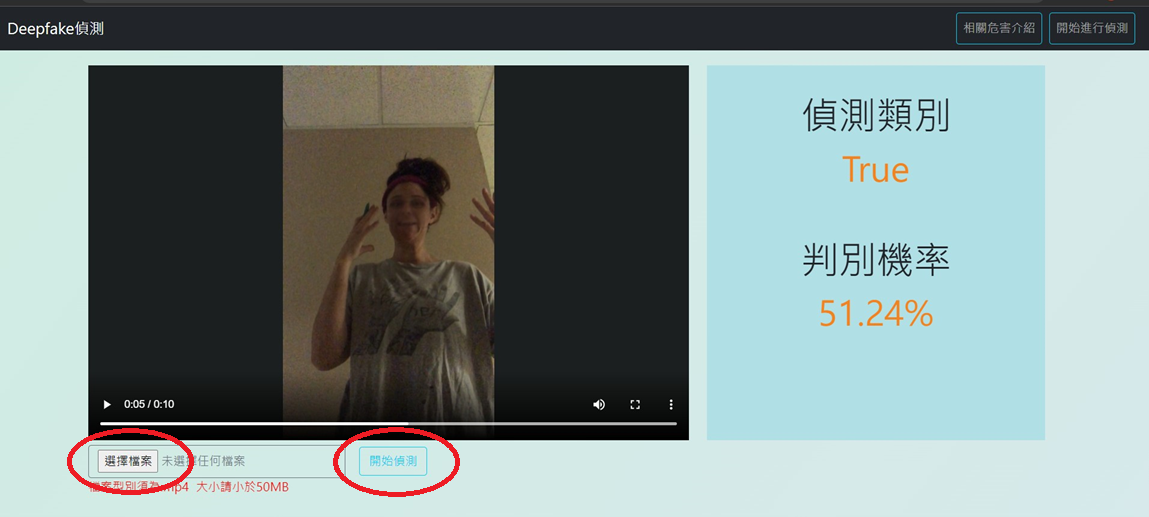 Deepfake偵測
相關危害介紹
開始進行偵測
偵測類別
True
判別機率
51.24%
0:05 / 0:10
選擇檔案 未選擇任何檔案
開始偵測
檔案型別須為.mp4 大小請小於50MB